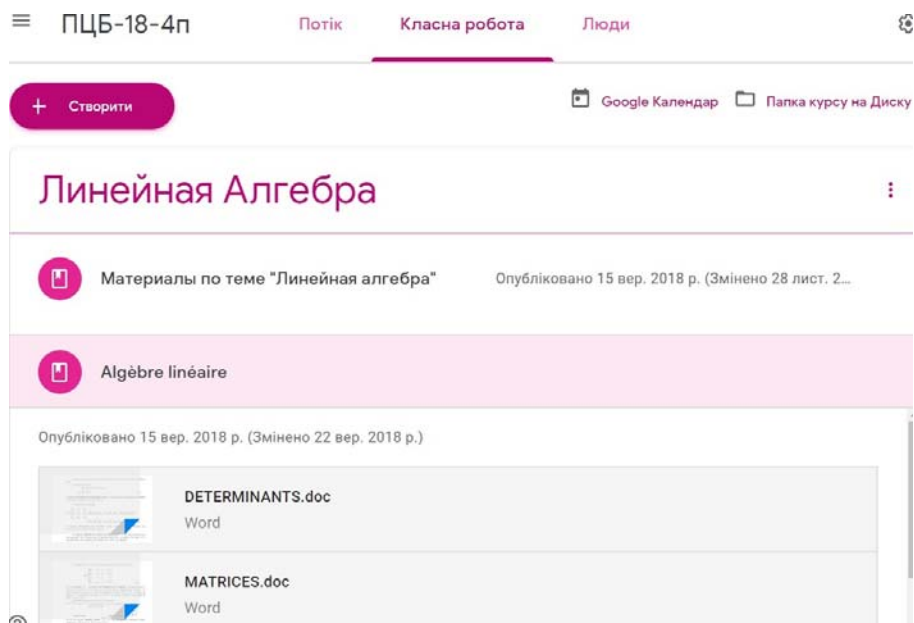 ПЦБ-18-4п Потік Класна робота Люди
+ Створити Google Календар Папка курсу на Диску
Линейная Алгебра
Материалы по теме "Линейная алгебра" Опубліковано 15 вер. 2018 р. (Змінено 28 лист. 2...
Algèbre linéaire
Опубліковано 15 вер. 2018 р. (Змінено 22 вер. 2018 р.)
DETERMINANTS.doc
Word
MATRICES.doc
Word